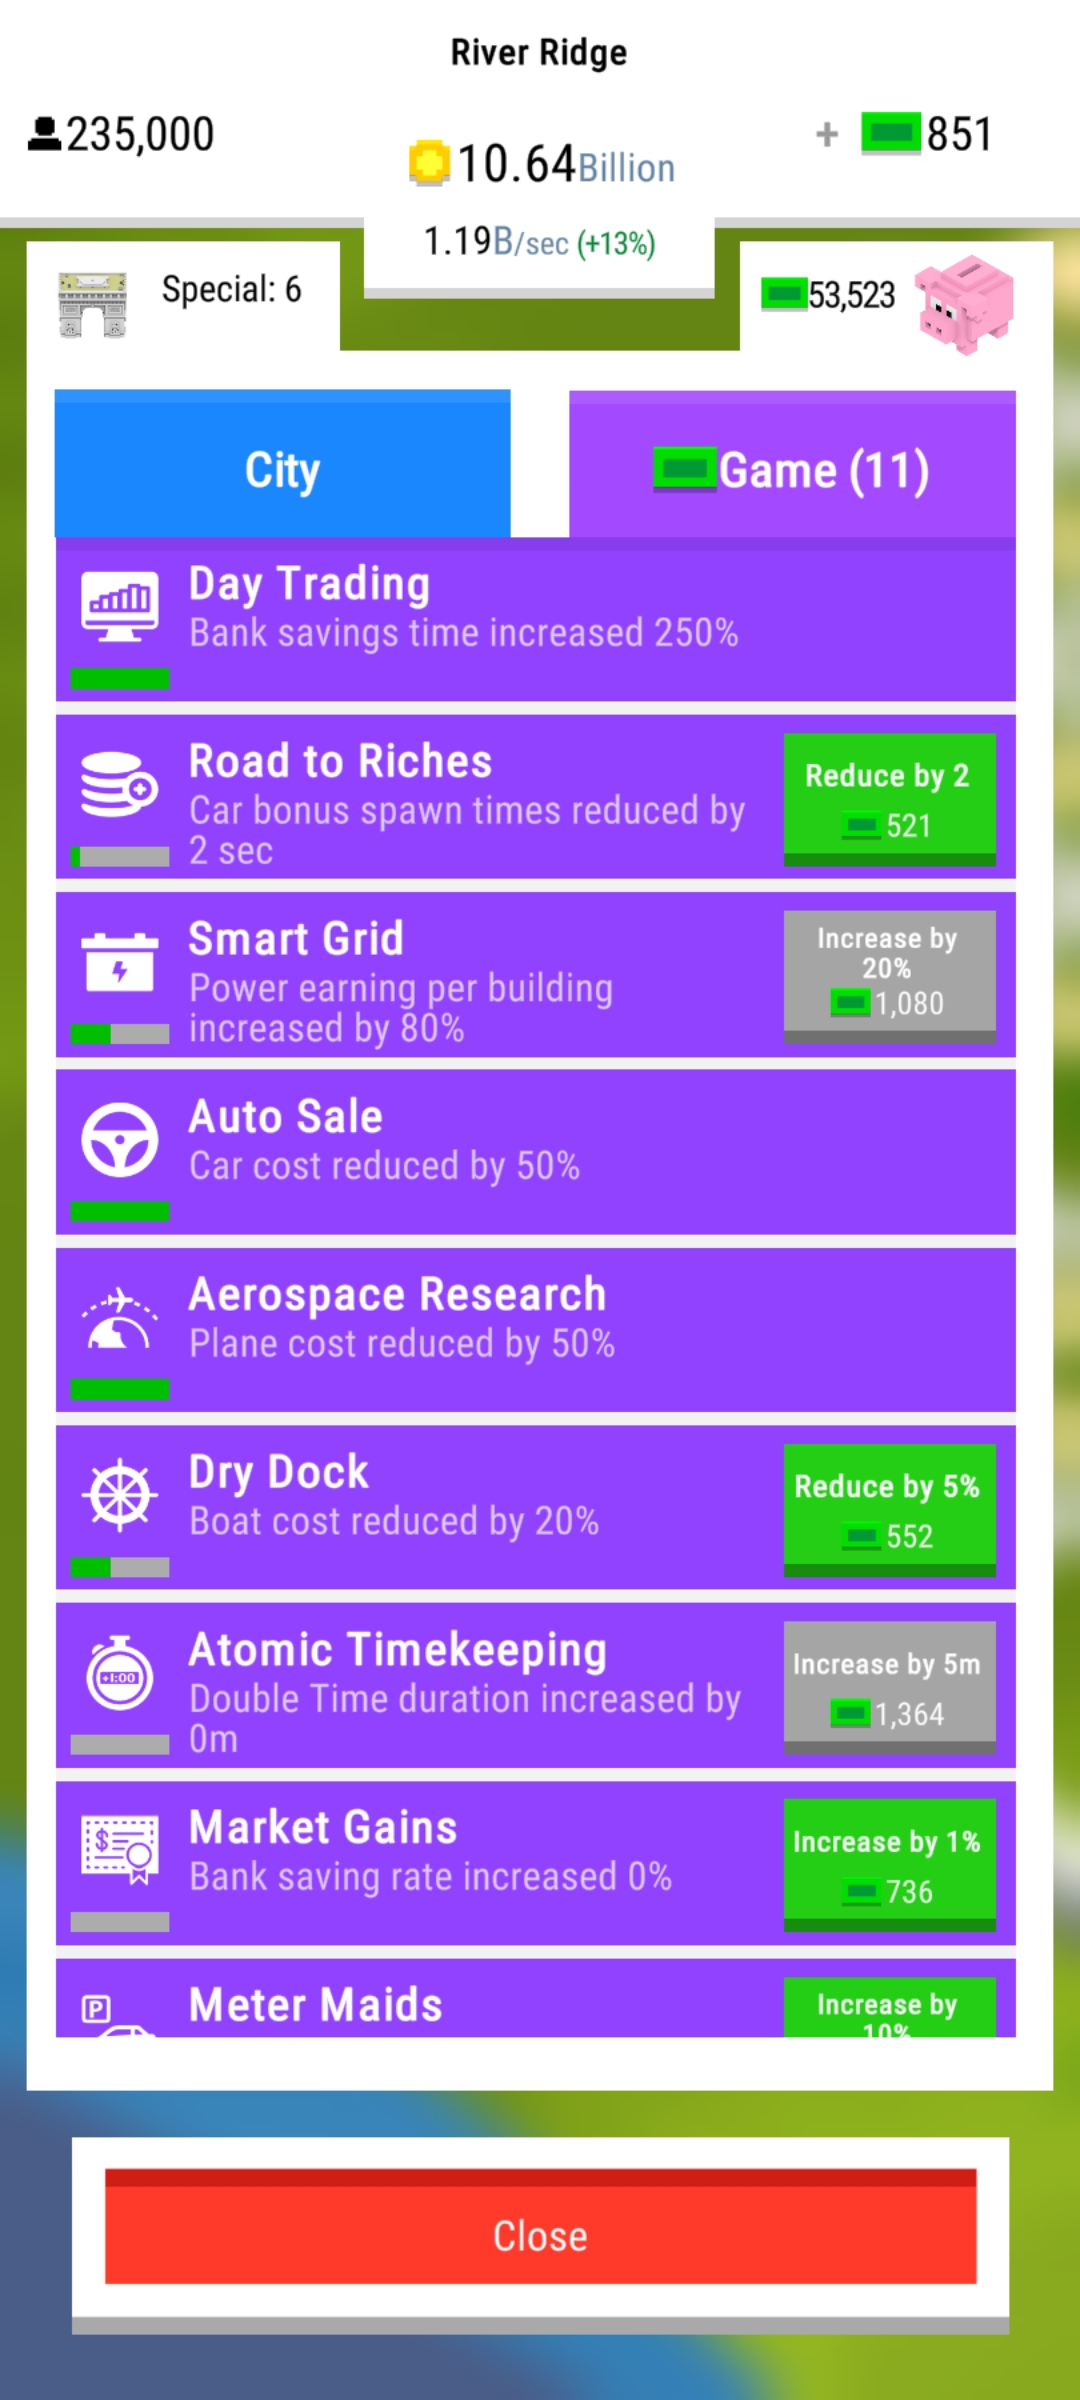 River Ridge
235,000
10.64Billion
+ 851
1.19B/sec (+13%)
Special: 6
53,523
City
Game (11)
Day Trading
Bank savings time increased 250%
Road to Riches
Car bonus spawn times reduced by
2 sec
Reduce by 2
521
Smart Grid
Power earning per building
increased by 80%
Increase by
20%
1,080
Auto Sale
Car cost reduced by 50%
Aerospace Research
Plane cost reduced by 50%
Dry Dock
Boat cost reduced by 20%
Reduce by 5%
552
+1:00
Atomic Timekeeping
Double Time duration increased by
0m
Increase by 5m
1,364
$
Market Gains
Bank saving rate increased 0%
Increase by 1%
736
P
Meter Maids
Increase by
10%
Close